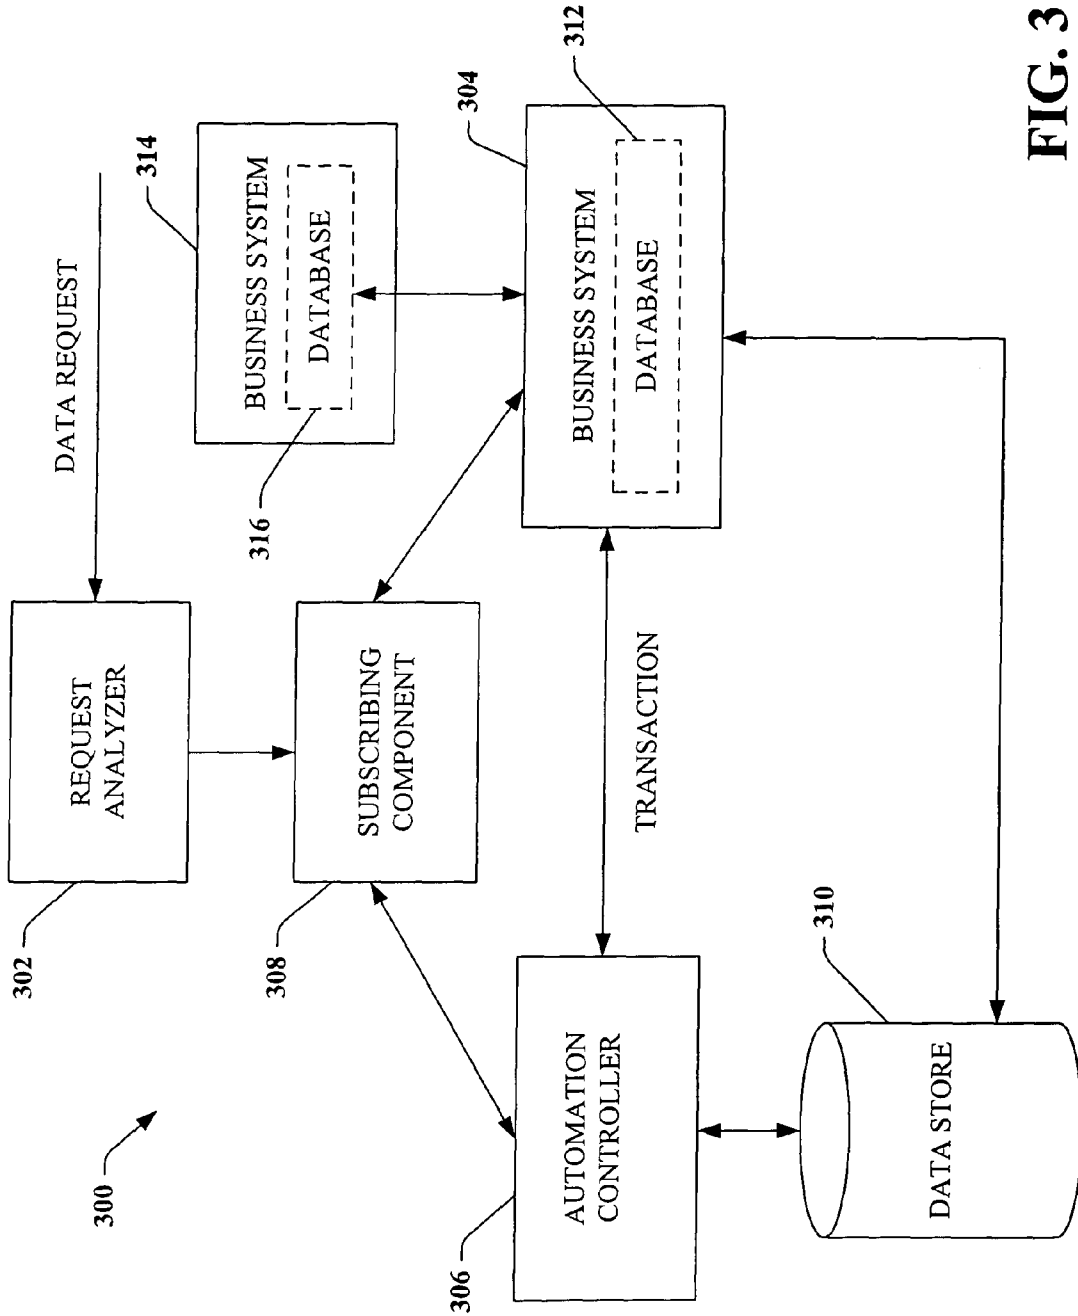 300
302
REQUEST
ANALYZER
DATA REQUEST
308
SUBSCRIBING
COMPONENT
314
BUSINESS SYSTEM
DATABASE
316
306
AUTOMATION
CONTROLLER
TRANSACTION
304
BUSINESS SYSTEM
DATABASE
312
310
DATA STORE
FIG. 3